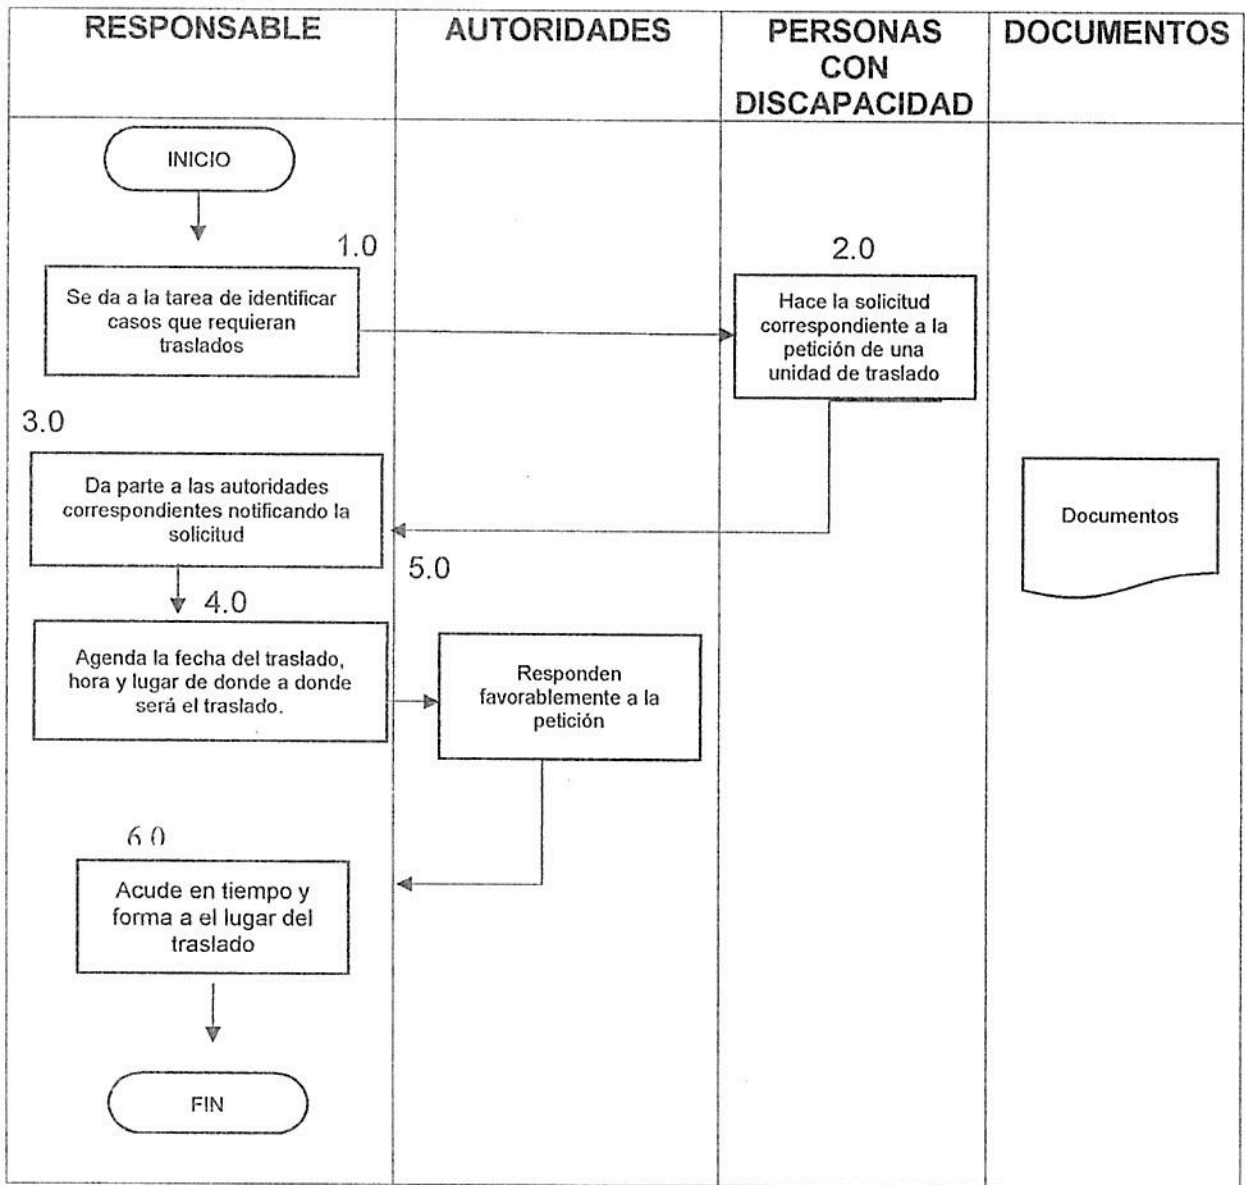 RESPONSABLE
AUTORIDADES
PERSONAS
CON
DISCAPACIDAD
DOCUMENTOS
INICIO
1.0
Se da a la tarea de identificar
casos que requieran
traslados
2.0
Hace la solicitud
correspondiente a la
petición de una
unidad de traslado
3.0
Da parte a las autoridades
correspondientes notificando la
solicitud
Documentos
4.0
Agenda la fecha del traslado,
hora y lugar de donde a donde
será el traslado.
5.0
Responden
favorablemente a la
petición
6.0
Acude en tiempo y
forma a el lugar del
traslado
FIN